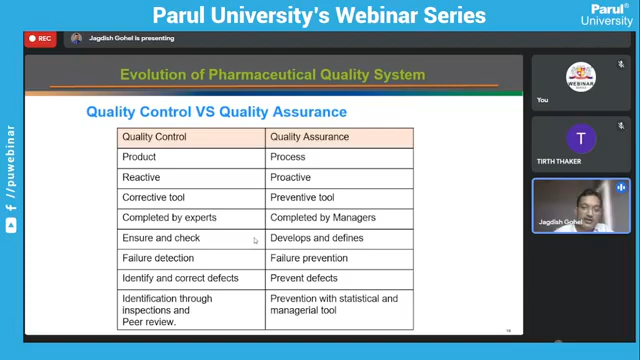 Parul University's Webinar Series
Parul®
University
REC
Jagdish Gohel is presenting
Evolution of Pharmaceutical Quality System
Quality Control VS Quality Assurance
Quality Control Quality Assurance
Product Process
Reactive Proactive
Corrective tool Preventive tool
Completed by experts Completed by Managers
Ensure and check Develops and defines
Failure detection Failure prevention
Identify and correct defects Prevent defects
Identification through Prevention with statistical and
inspections and managerial tool
Peer review.
You
T
TIRTH THAKER
Jagdish Gohel
/puwebinar